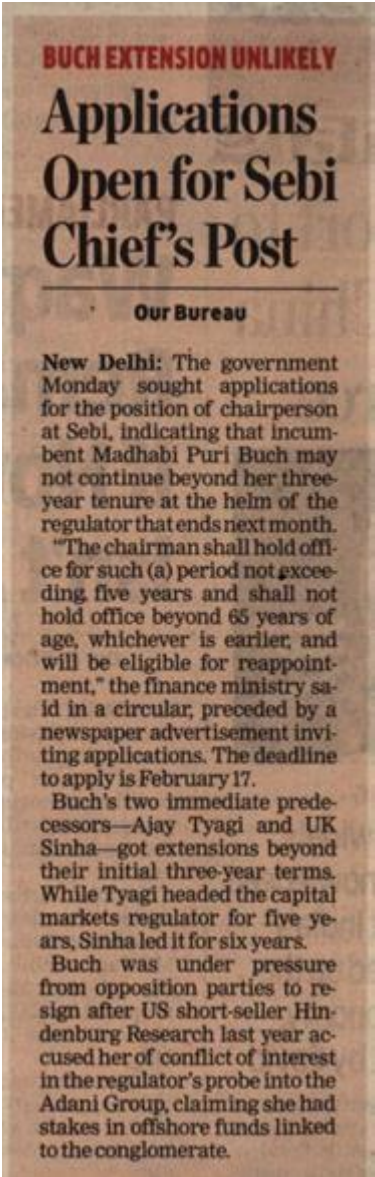 BUCH EXTENSION UNLIKELY
Applications
Open for Sebi
Chief's Post
Our Bureau
New Delhi: The government
Monday sought applications
for the position of chairperson
at Sebi, indicating that incum-
bent Madhabi Puri Buch may
not continue beyond her three-
year tenure at the helm of the
regulator that ends next month.
"The chairman shall hold offi-
ce for such (a) period not excee-
ding five years and shall not
hold office beyond 65 years of
age, whichever is earlier, and
will be eligible for reappoint-
ment," the finance ministry sa-
id in a circular, preceded by a
newspaper advertisement invi-
ting applications. The deadline
to apply is February 17.
Buch's two immediate prede-
cessors—Ajay Tyagi and UK
Sinha—got extensions beyond
their initial three-year terms.
While Tyagi headed the capital
markets regulator for five ye-
ars, Sinha led it for six years.
Buch was under pressure
from opposition parties to re-
sign after US short-seller Hin-
denburg Research last year ac-
cused her of conflict of interest
in the regulator's probe into the
Adani Group, claiming she had
stakes in offshore funds linked
to the conglomerate.